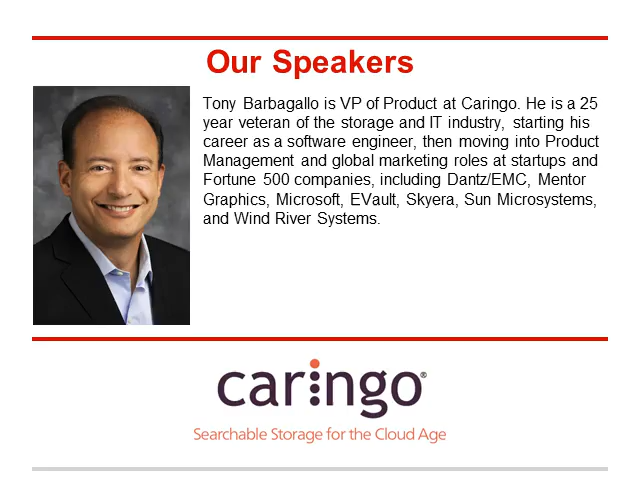 Our Speakers
Tony Barbagallo is VP of Product at Caringo. He is a 25
year veteran of the storage and IT industry, starting his
career as a software engineer, then moving into Product
Management and global marketing roles at startups and
Fortune 500 companies, including Dantz/EMC, Mentor
Graphics, Microsoft, EVault, Skyera, Sun Microsystems,
and Wind River Systems.
caringo®
Searchable Storage for the Cloud Age